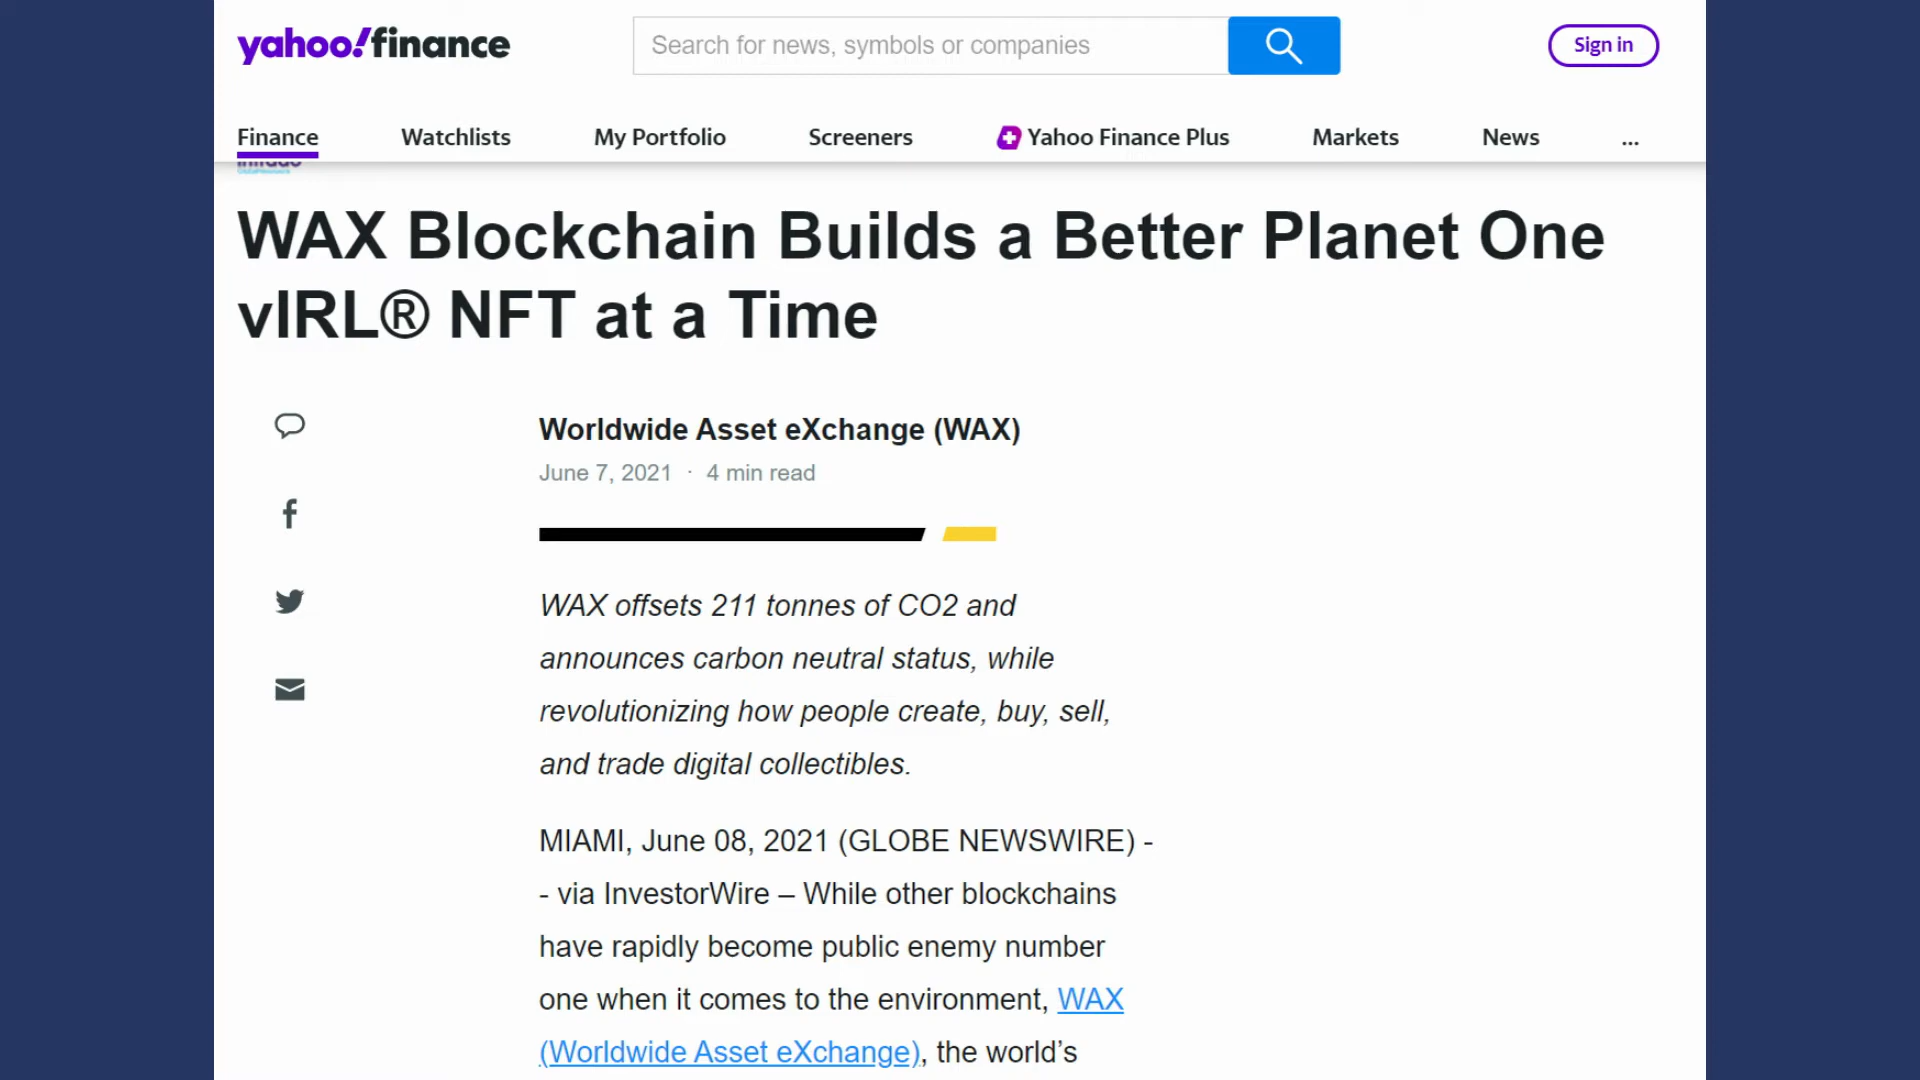 yahoo!finance
Search for news, symbols or companies
Sign in
Finance
Watchlists
My Portfolio
Screeners
Yahoo Finance Plus
Markets
News
...
WAX Blockchain Builds a Better Planet One
vIRL® NFT at a Time
Worldwide Asset eXchange (WAX)
June 7, 2021 · 4 min read
WAX offsets 211 tonnes of CO2 and
announces carbon neutral status, while
revolutionizing how people create, buy, sell,
and trade digital collectibles.
MIAMI, June 08, 2021 (GLOBE NEWSWIRE) -
- via InvestorWire – While other blockchains
have rapidly become public enemy number
one when it comes to the environment, WAX
(Worldwide Asset eXchange), the world’s